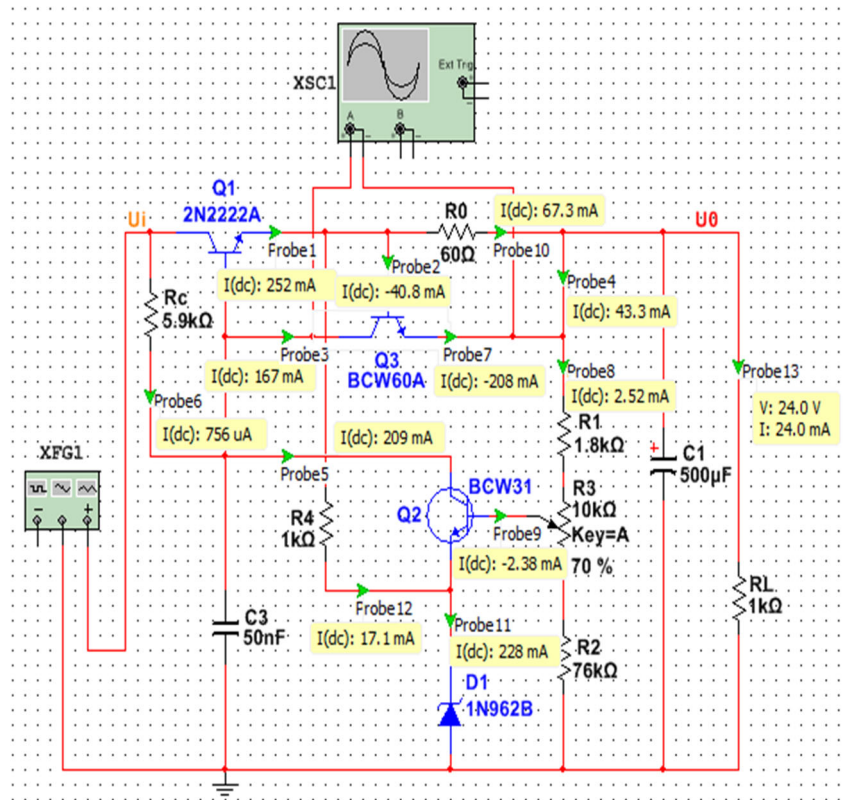 XSC1
Ext Trig
A
B
Q1
2N2222A
Ui
R0
60Ω
I(dc): 67.3 mA
U0
Probe1
Probe10
Probe2
I(dc): 252 mA
I(dc): -40.8 mA
Probe4
I(dc): 43.3 mA
Rc
5.9kΩ
Probe3
Q3
BCW60A
Probe7
Probe8
Probe13
I(dc): 167 mA
I(dc): -208 mA
I(dc): 2.52 mA
V: 24.0 V
I: 24.0 mA
Probe6
I(dc): 756 uA
I(dc): 209 mA
R1
1.8kΩ
C1
500µF
XFG1
Probe5
BCW31
Q2
R3
10kΩ
Key=A
70 %
R4
1kΩ
Probe9
I(dc): -2.38 mA
RL
1kΩ
Probe12
I(dc): 17.1 mA
C3
50nF
Probe11
I(dc): 228 mA
R2
76kΩ
D1
1N962B